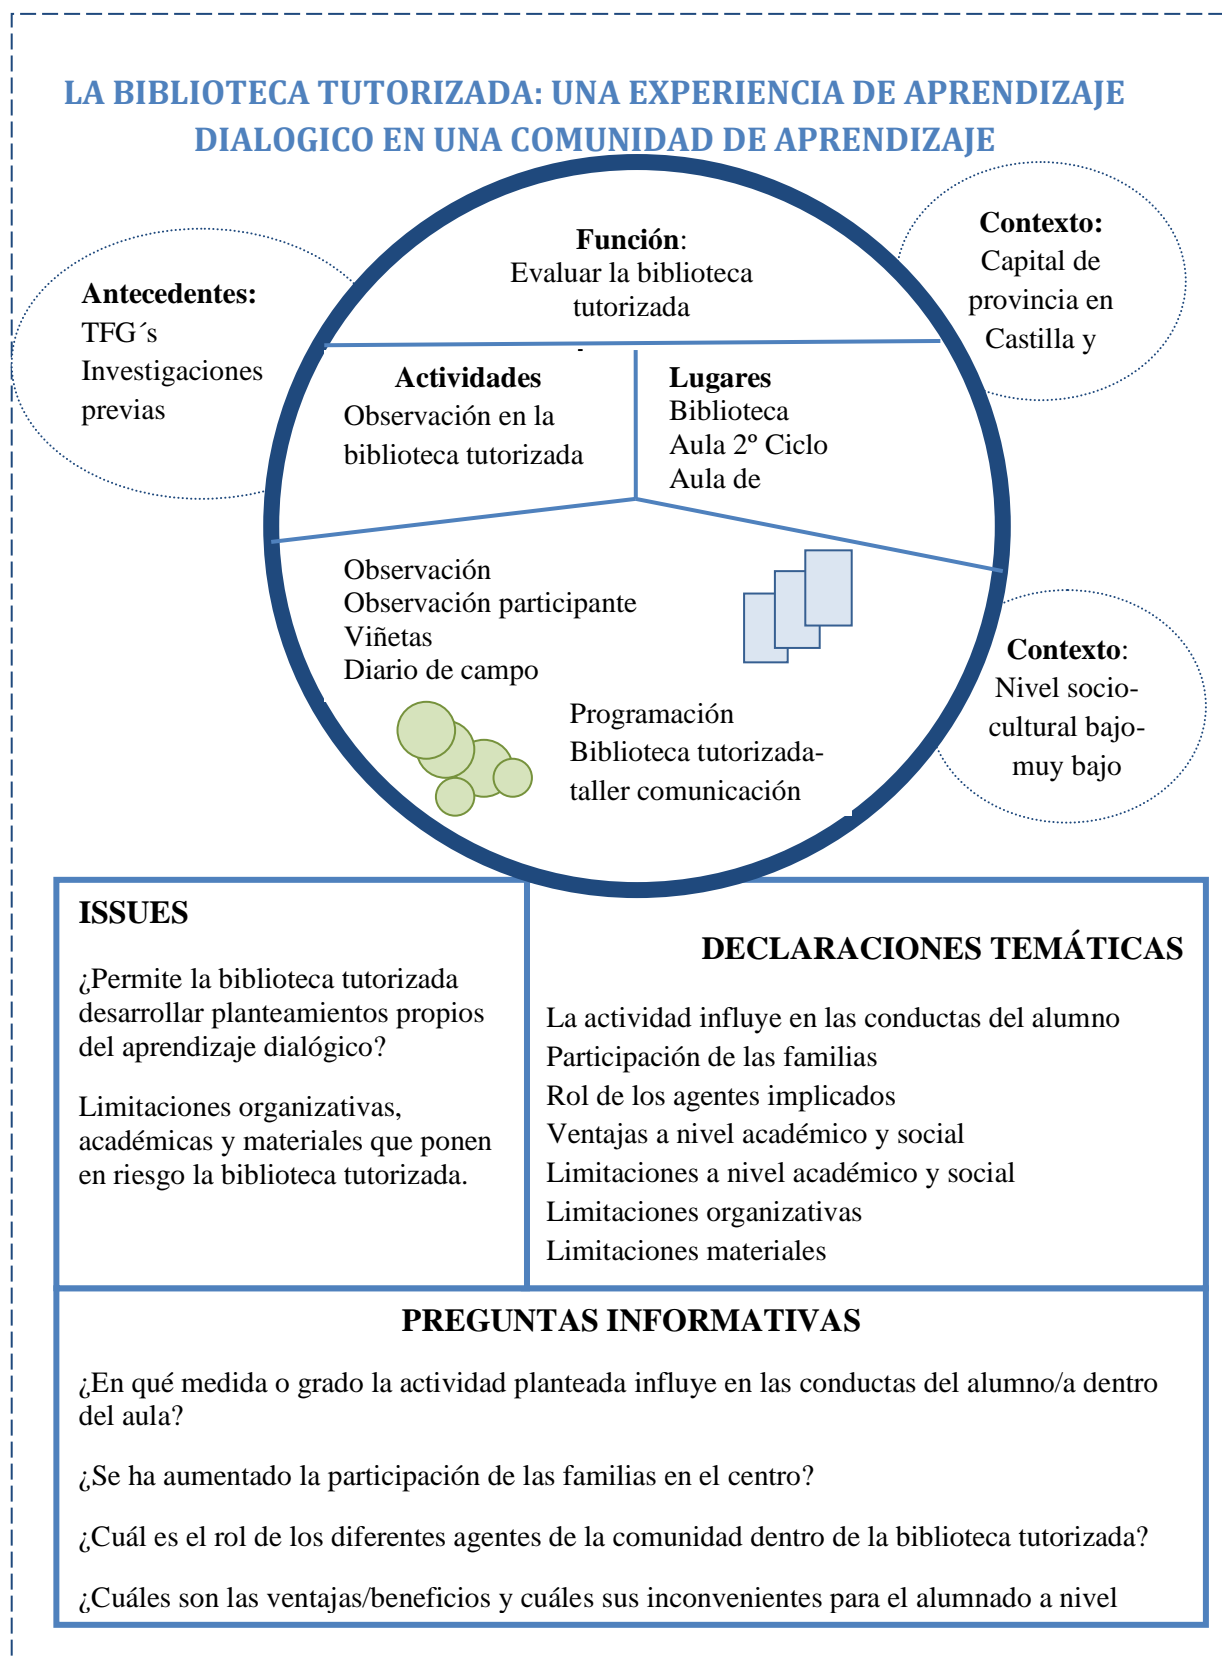 LA BIBLIOTECA TUTORIZADA: UNA EXPERIENCIA DE APRENDIZAJE
DIALOGICO EN UNA COMUNIDAD DE APRENDIZAJE
Función:
Evaluar la biblioteca
tutorizada
Contexto:
Capital de
provincia en
Castilla y
Antecedentes:
TFG´s
Investigaciones
previas
Actividades
Observación en la
biblioteca tutorizada
Lugares
Biblioteca
Aula 2º Ciclo
Aula de
Observación
Observación participante
Viñetas
Diario de campo
Programación
Biblioteca tutorizada-
taller comunicación
Contexto:
Nivel socio-
cultural bajo-
muy bajo
ISSUES
¿Permite la biblioteca tutorizada
desarrollar planteamientos propios
del aprendizaje dialógico?
Limitaciones organizativas,
académicas y materiales que ponen
en riesgo la biblioteca tutorizada.
DECLARACIONES TEMÁTICAS
La actividad influye en las conductas del alumno
Participación de las familias
Rol de los agentes implicados
Ventajas a nivel académico y social
Limitaciones a nivel académico y social
Limitaciones organizativas
Limitaciones materiales
PREGUNTAS INFORMATIVAS
¿En qué medida o grado la actividad planteada influye en las conductas del alumno/a dentro
del aula?
¿Se ha aumentado la participación de las familias en el centro?
¿Cuál es el rol de los diferentes agentes de la comunidad dentro de la biblioteca tutorizada?
¿Cuáles son las ventajas/beneficios y cuáles sus inconvenientes para el alumnado a nivel